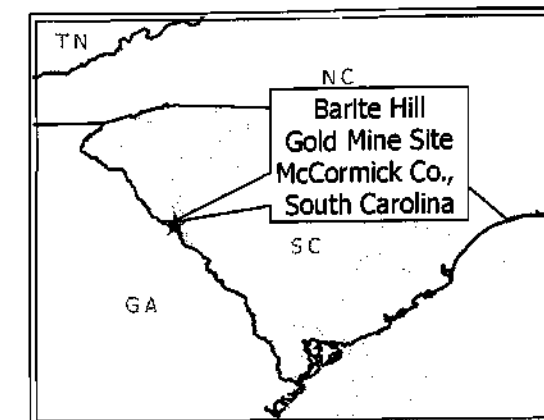 TN
NC
Barite Hill
Gold Mine Site
McCormick Co.,
South Carolina
SC
GA